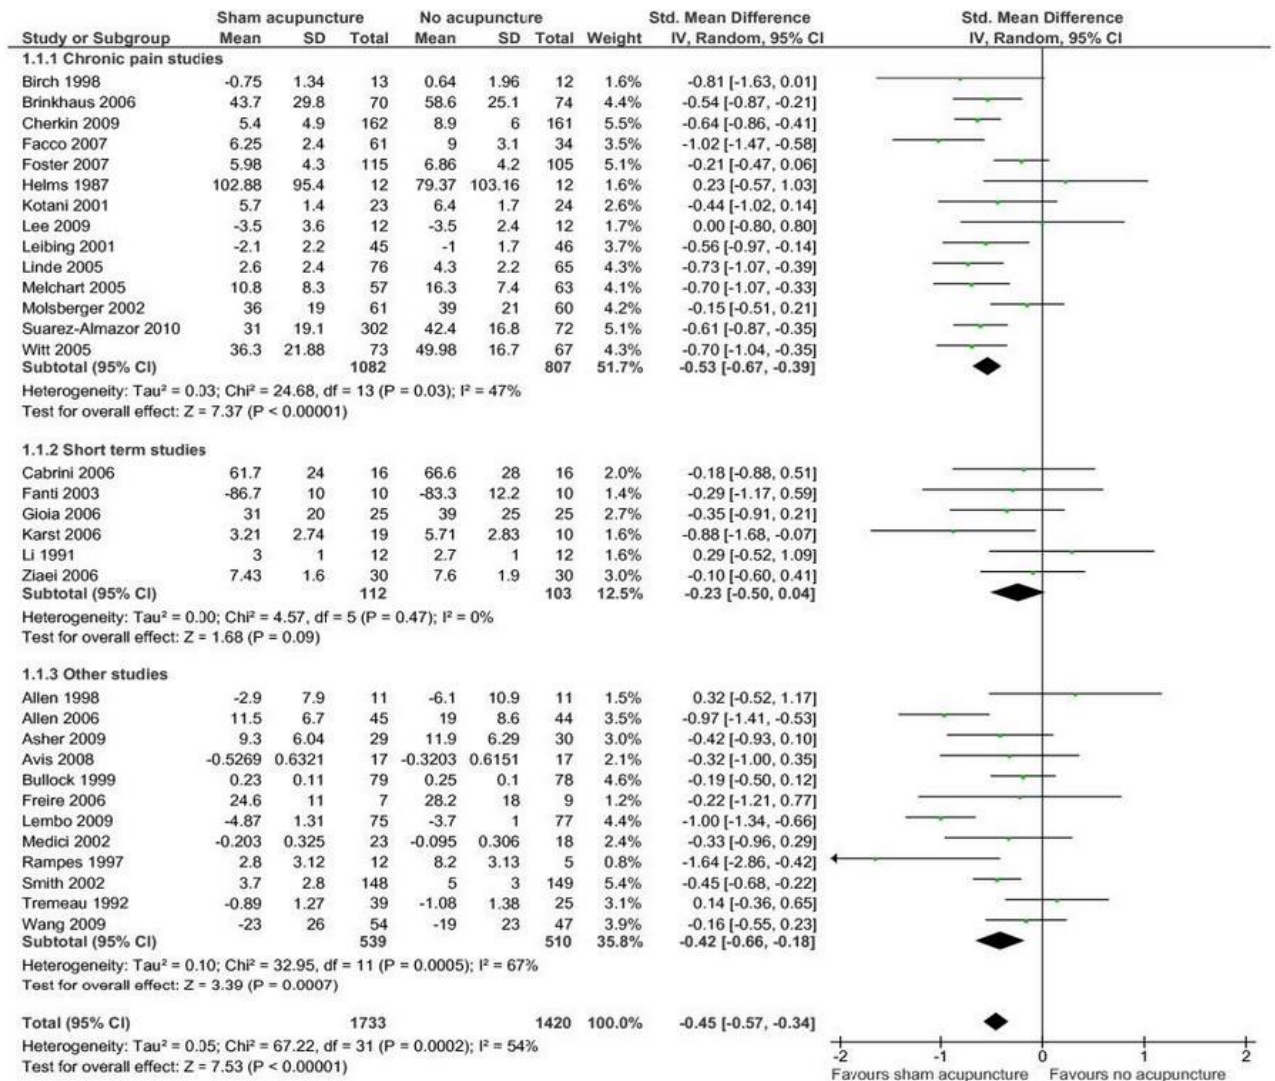 Sham acupuncture No acupuncture Std. Mean Difference Std. Mean Difference
Study or Subgroup Mean SD Total Mean SD Total Weight IV, Random, 95% CI IV, Random, 95% CI
1.1.1 Chronic pain studies
Birch 1998 -0.75 1.34 13 0.64 1.96 12 1.6% -0.81 [-1.63, 0.01]
Brinkhaus 2006 43.7 29.8 70 58.6 25.1 74 4.4% -0.54 [-0.87, -0.21]
Cherkin 2009 5.4 4.9 162 8.9 6 161 5.5% -0.64 [-0.86, -0.41]
Facco 2007 6.25 2.4 61 9 3.1 34 3.5% -1.02 [-1.47, -0.58]
Foster 2007 5.98 4.3 115 6.86 4.2 105 5.1% -0.21 [-0.47, 0.06]
Helms 1987 102.88 95.4 12 79.37 103.16 12 1.6% 0.23 [-0.57, 1.03]
Kotani 2001 5.7 1.4 23 6.4 1.7 24 2.6% -0.44 [-1.02, 0.14]
Lee 2009 -3.5 3.6 12 -3.5 2.4 12 1.7% 0.00 [-0.80, 0.80]
Leibing 2001 -2.1 2.2 45 -1 1.7 46 3.7% -0.56 [-0.97, -0.14]
Linde 2005 2.6 2.4 76 4.3 2.2 65 4.3% -0.73 [-1.07, -0.39]
Melchart 2005 10.8 8.3 57 16.3 7.4 63 4.1% -0.70 [-1.07, -0.33]
Molsberger 2002 36 19 61 39 21 60 4.2% -0.15 [-0.51, 0.21]
Suarez-Almazor 2010 31 19.1 302 42.4 16.8 72 5.1% -0.61 [-0.87, -0.35]
Witt 2005 36.3 21.88 73 49.98 16.7 67 4.3% -0.70 [-1.04, -0.35]
Subtotal (95% CI) 1082 807 51.7% -0.53 [-0.67, -0.39]
Heterogeneity: Tau² = 0.03; Chi² = 24.68, df = 13 (P = 0.03); I² = 47%
Test for overall effect: Z = 7.37 (P < 0.00001)
1.1.2 Short term studies
Cabrini 2006 61.7 24 16 66.6 28 16 2.0% -0.18 [-0.88, 0.51]
Fanti 2003 -86.7 10 10 -83.3 12.2 10 1.4% -0.29 [-1.17, 0.59]
Gioia 2006 31 20 25 39 25 25 2.7% -0.35 [-0.91, 0.21]
Karst 2006 3.21 2.74 19 5.71 2.83 10 1.6% -0.88 [-1.68, -0.07]
Li 1991 3 1 12 2.7 1 12 1.6% 0.29 [-0.52, 1.09]
Ziaei 2006 7.43 1.6 30 7.6 1.9 30 3.0% -0.10 [-0.60, 0.41]
Subtotal (95% CI) 112 103 12.5% -0.23 [-0.50, 0.04]
Heterogeneity: Tau² = 0.00; Chi² = 4.57, df = 5 (P = 0.47); I² = 0%
Test for overall effect: Z = 1.68 (P = 0.09)
1.1.3 Other studies
Allen 1998 -2.9 7.9 11 -6.1 10.9 11 1.5% 0.32 [-0.52, 1.17]
Allen 2006 11.5 6.7 45 19 8.6 44 3.5% -0.97 [-1.41, -0.53]
Asher 2009 9.3 6.04 29 11.9 6.29 30 3.0% -0.42 [-0.93, 0.10]
Avis 2008 -0.5269 0.6321 17 -0.3203 0.6151 17 2.1% -0.32 [-1.00, 0.35]
Bullock 1999 0.23 0.11 79 0.25 0.1 78 4.6% -0.19 [-0.50, 0.12]
Freire 2006 24.6 11 7 28.2 18 9 1.2% -0.22 [-1.21, 0.77]
Lembo 2009 -4.87 1.31 75 -3.7 1 77 4.4% -1.00 [-1.34, -0.66]
Medici 2002 -0.203 0.325 23 -0.095 0.306 18 2.4% -0.33 [-0.96, 0.29]
Rampes 1997 2.8 3.12 12 8.2 3.13 5 0.8% -1.64 [-2.86, -0.42]
Smith 2002 3.7 2.8 148 5 3 149 5.4% -0.45 [-0.68, -0.22]
Tremeau 1992 -0.89 1.27 39 -1.08 1.38 25 3.1% 0.14 [-0.36, 0.65]
Wang 2009 -23 26 54 -19 23 47 3.9% -0.16 [-0.55, 0.23]
Subtotal (95% CI) 539 510 35.8% -0.42 [-0.66, -0.18]
Heterogeneity: Tau² = 0.10; Chi² = 32.95, df = 11 (P = 0.0005); I² = 67%
Test for overall effect: Z = 3.39 (P = 0.0007)
Total (95% CI) 1733 1420 100.0% -0.45 [-0.57, -0.34]
Heterogeneity: Tau² = 0.05; Chi² = 67.22, df = 31 (P = 0.0002); I² = 54%
Test for overall effect: Z = 7.53 (P < 0.00001)
-2 -1 0 1 2
Favours sham acupuncture Favours no acupuncture